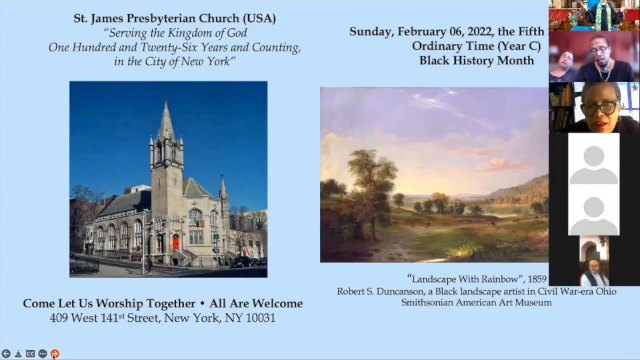 St. James Presbyterian Church (USA)
“Serving the Kingdom of God
One Hundred and Twenty-Six Years and Counting,
in the City of New York”
Come Let Us Worship Together • All Are Welcome
409 West 141st Street, New York, NY 10031
Sunday, February 06, 2022, the Fifth
Ordinary Time (Year C)
Black History Month
“Landscape With Rainbow”, 1859
Robert S. Duncanson, a Black landscape artist in Civil War-era Ohio
Smithsonian American Art Museum